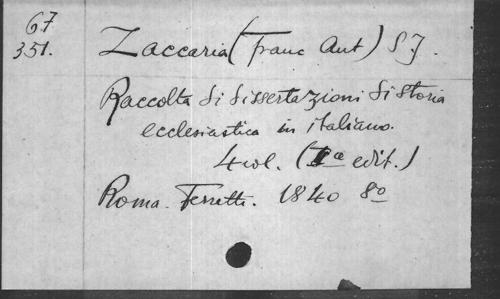 67
351.
Zaccaria (Franc Ant) S J.
Raccolta di dissertazioni di storia
ecclesiastica in italiano.
4 vol. (Ia edit.)
Roma. Ferretti. 1840 8o